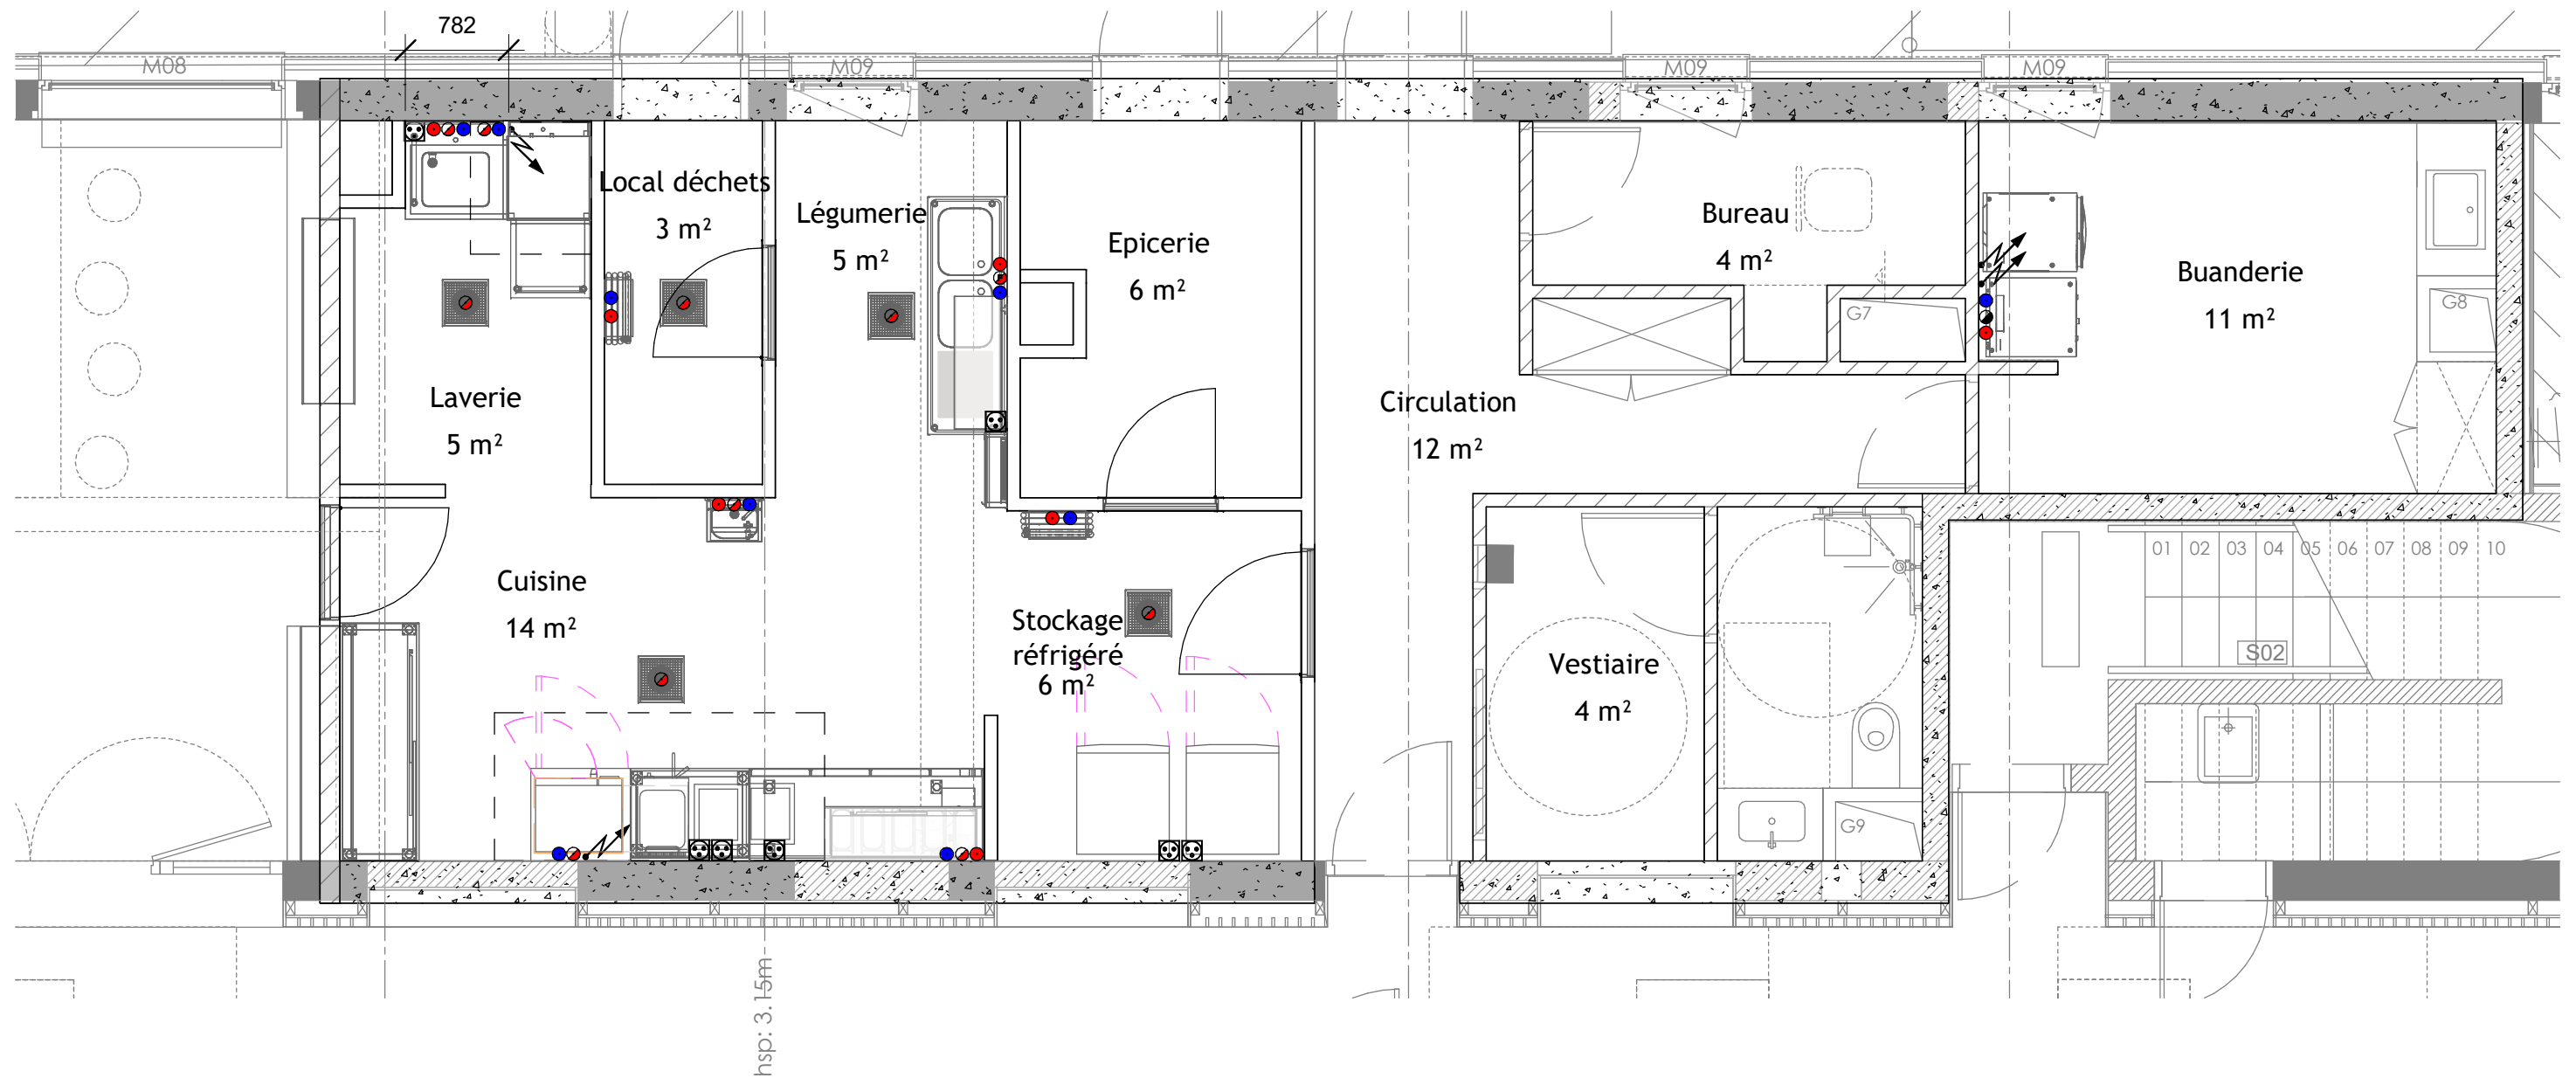 782
M08
M09
M09
M09
Local déchets
3 m²
Légumerie
5 m²
Epicerie
6 m²
Bureau
4 m²
Buanderie
11 m²
G7
G8
Laverie
5 m²
Circulation
12 m²
Cuisine
14 m²
Stockage
réfrigéré
6 m²
Vestiaire
4 m²
01 02 03 04 05 06 07 08 09 10
S02
G9
hsp: 3.15m